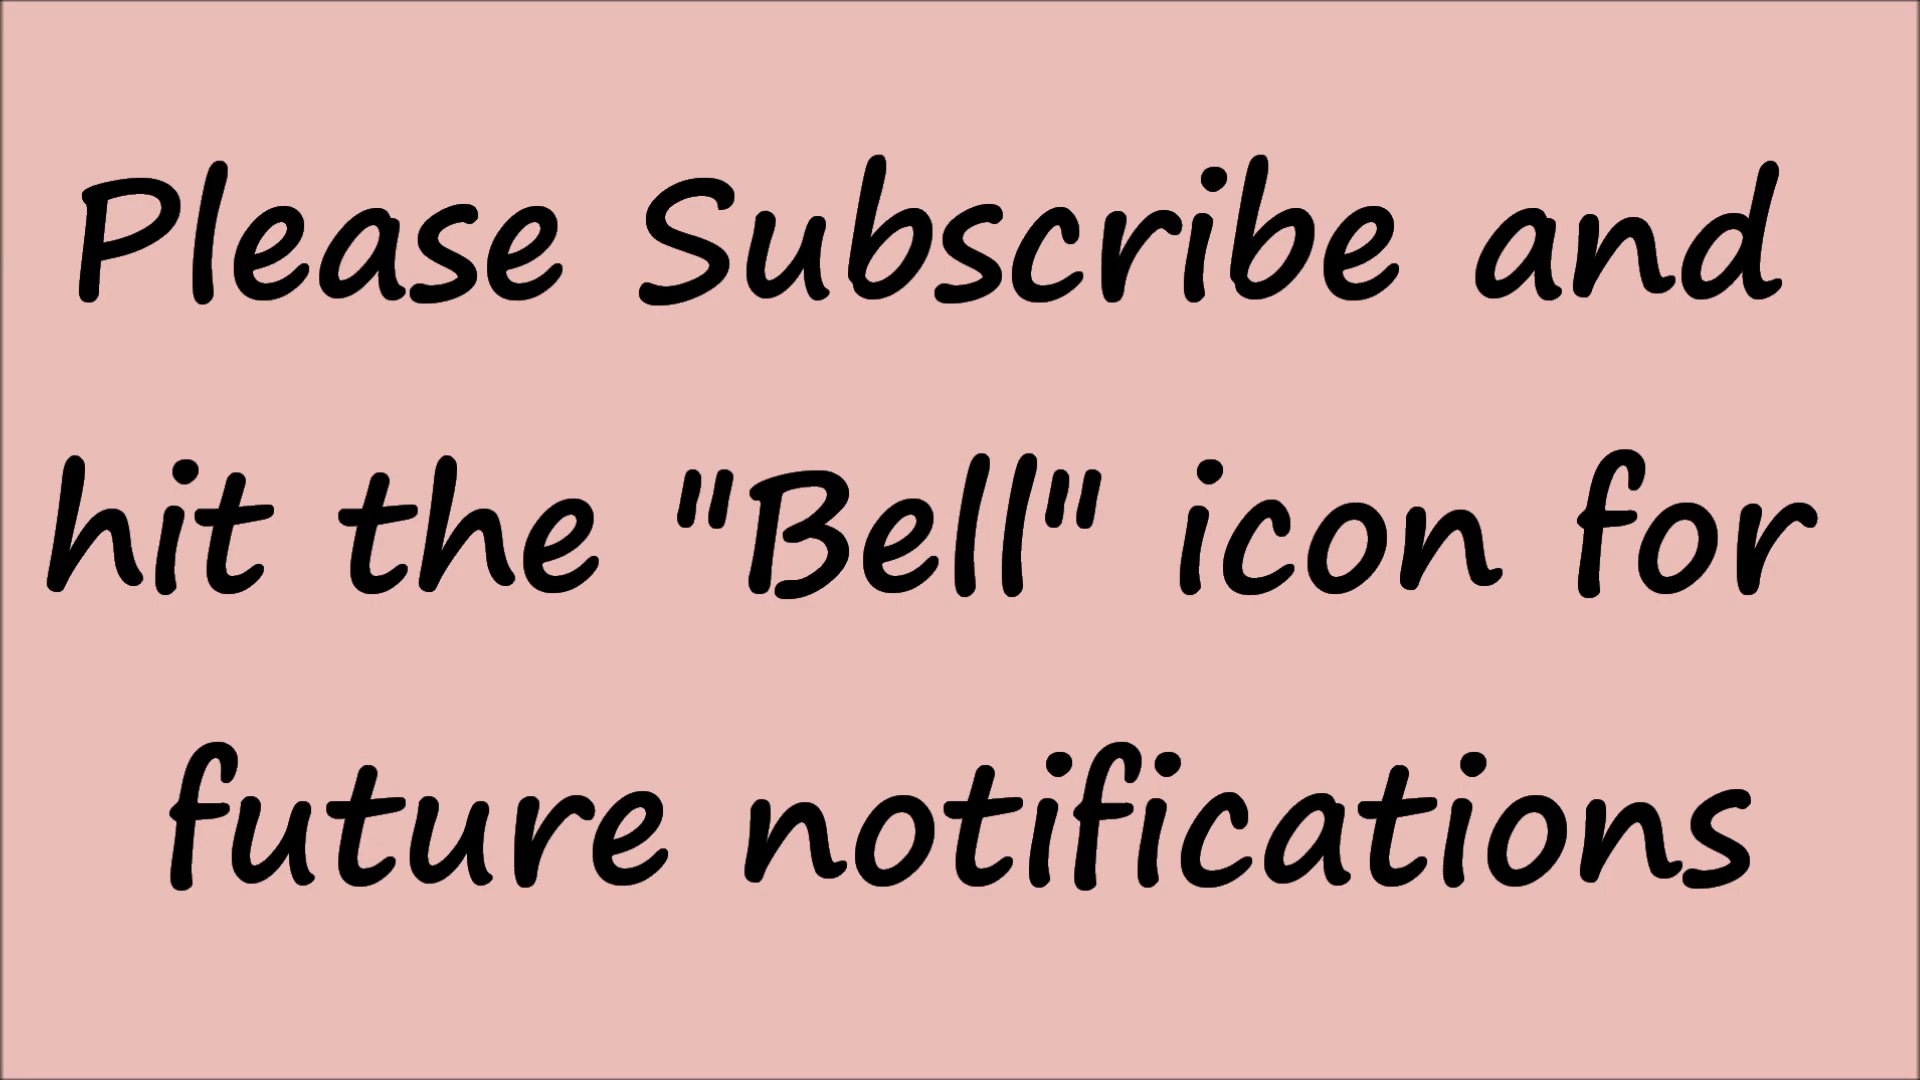 Please Subscribe and
hit the "Bell" icon for
future notifications